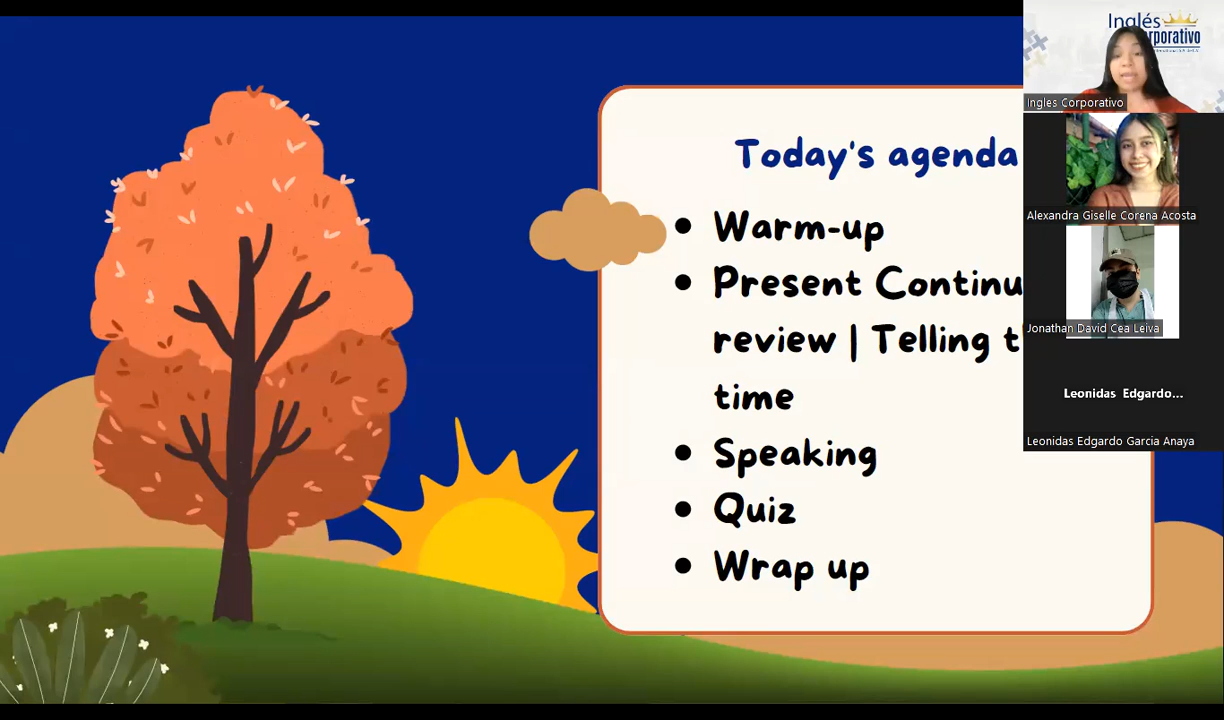 Today's agenda
Warm-up
Present Continu
review | Telling t
time
Speaking
Quiz
Wrap up
Inglés
rporativo
Ingles Corporativo
Alexandra Giselle Corena Acosta
Jonathan David Cea Leiva
Leonidas Edgardo...
Leonidas Edgardo Garcia Anaya